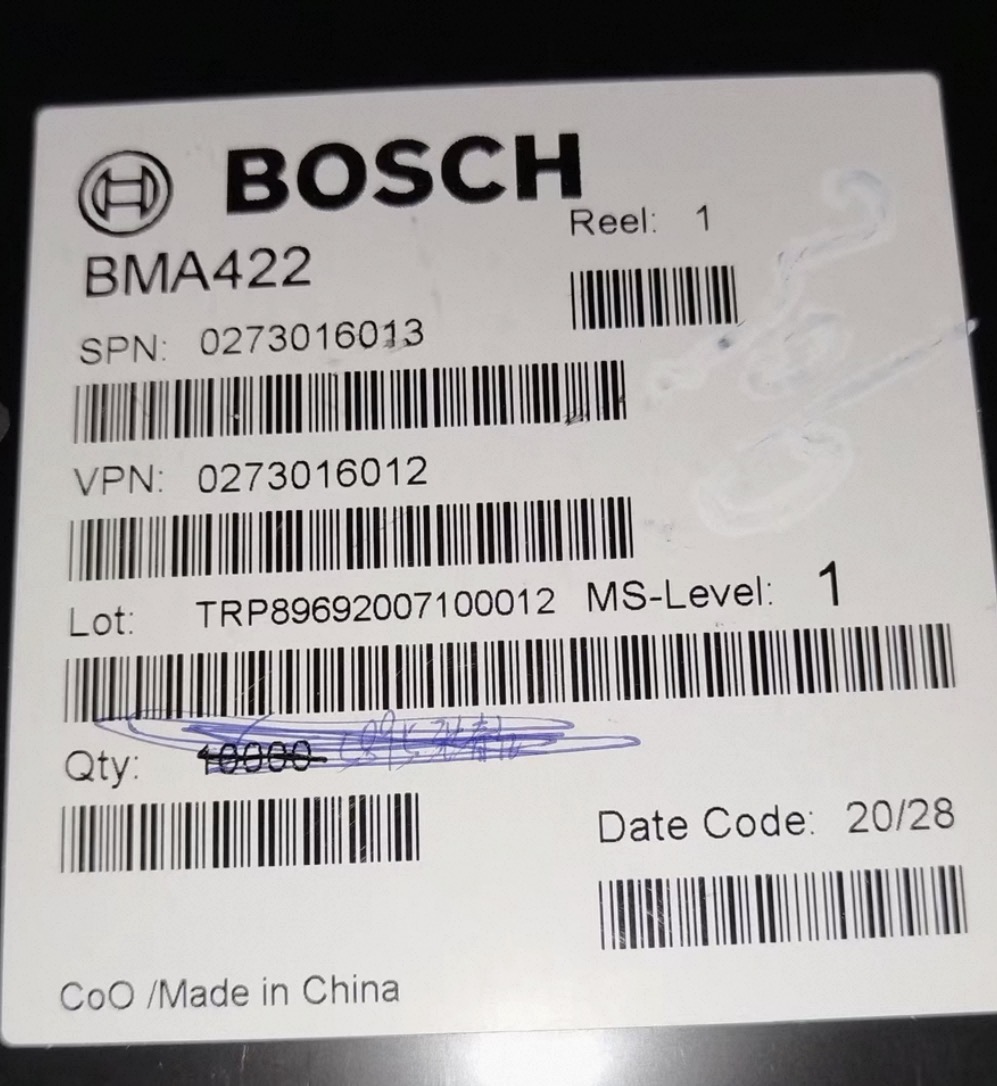 BOSCH
Reel: 1
BMA422
SPN: 0273016013
VPN: 0273016012
Lot: TRP89692007100012 MS-Level: 1
Qty: 10000
Date Code: 20/28
CoO /Made in China